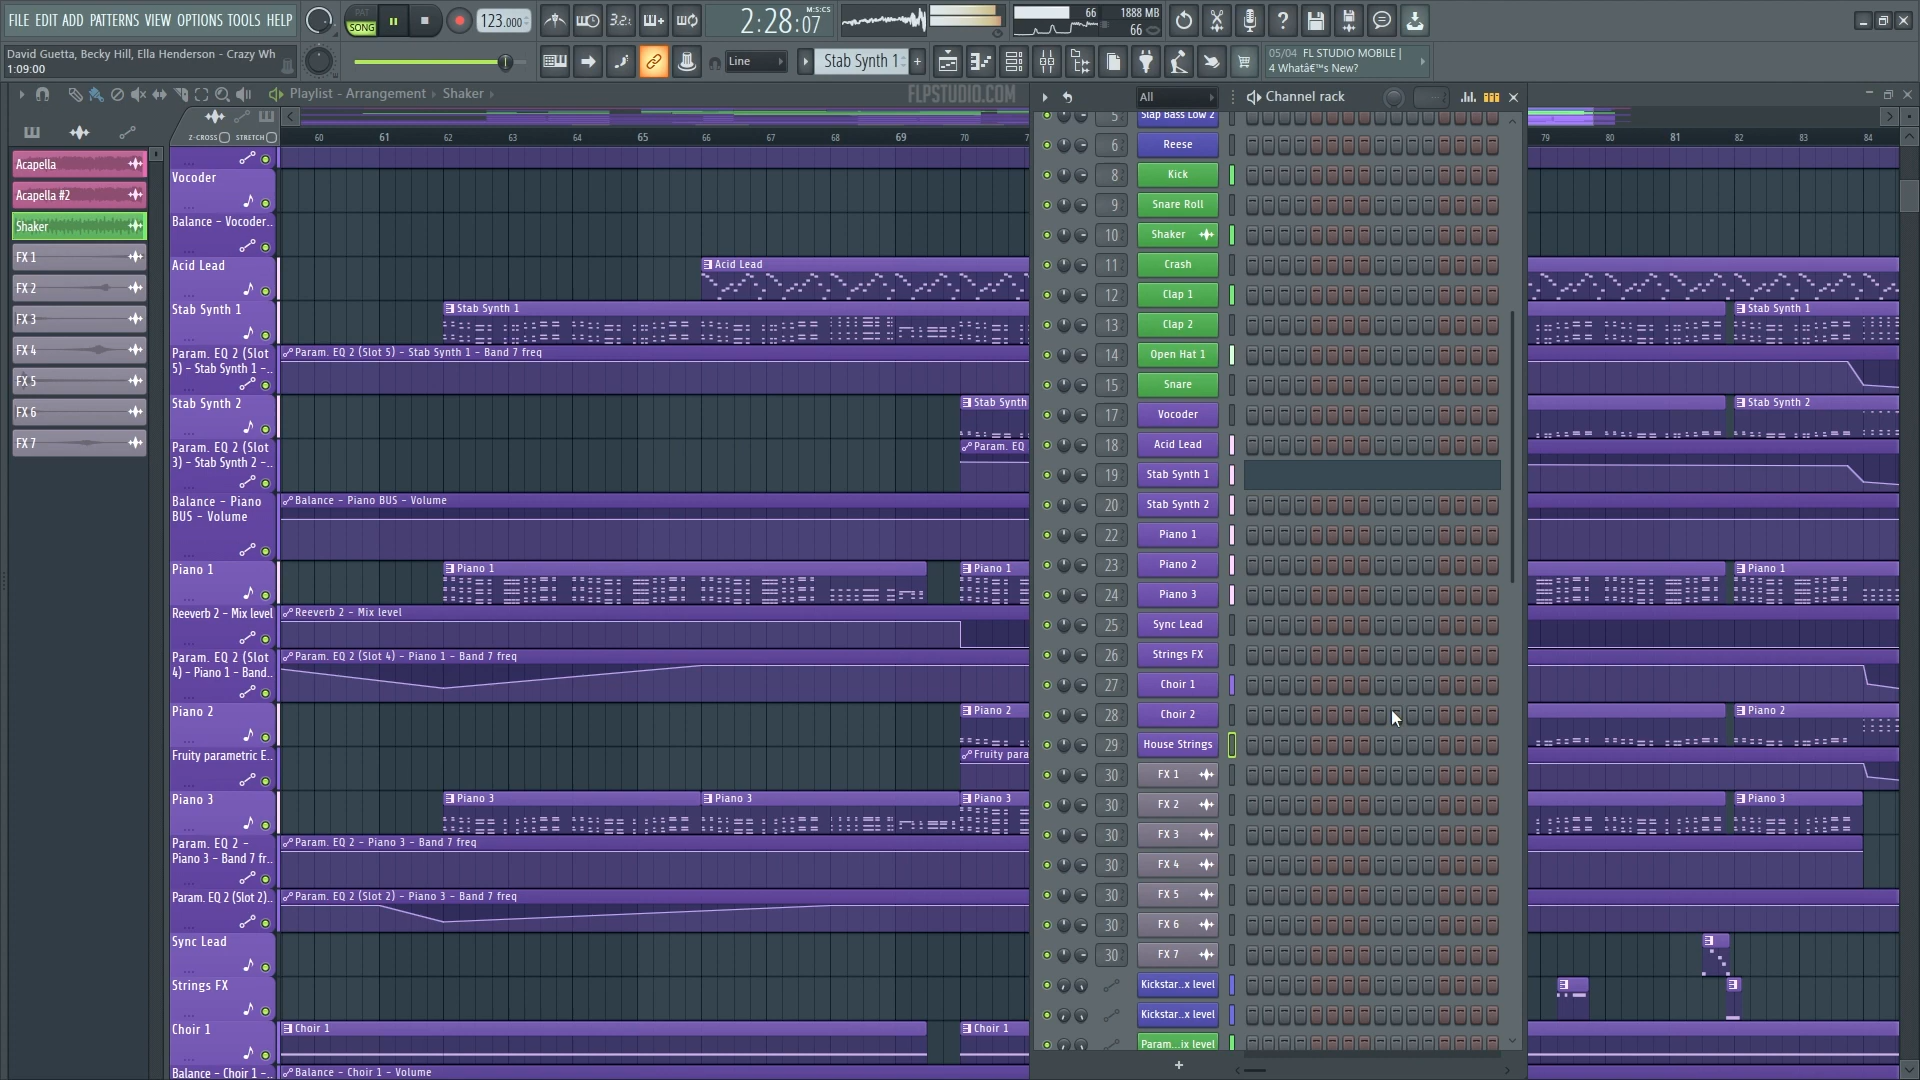 FILE EDIT ADD PATTERNS VIEW OPTIONS TOOLS HELP
PAT
SONG
123.000
3.2.
2:28:07
M:S:CS
66
1888 MB
66
David Guetta, Becky Hill, Ella Henderson - Crazy Wh
1:09:00
Line
Stab Synth 1
05/04 FL STUDIO MOBILE |
4 Whatâ€™s New?
Playlist - Arrangement
Shaker
FLPSTUDIO.COM
Z-CROSS
STRETCH
60 61 62 63 64 65 66 67 68 69 70
79 80 81 82 83 84
Acapella
Acapella #2
Shaker
FX 1
FX 2
FX 3
FX 4
FX 5
FX 6
FX 7
Vocoder
Balance - Vocoder..
Acid Lead
Stab Synth 1
Param. EQ 2 (Slot
5) - Stab Synth 1 -..
Stab Synth 2
Param. EQ 2 (Slot
3) - Stab Synth 2 -..
Balance - Piano
BUS - Volume
Piano 1
Reeverb 2 - Mix level
Param. EQ 2 (Slot
4) - Piano 1 - Band..
Piano 2
Fruity parametric E..
Piano 3
Param. EQ 2 -
Piano 3 - Band 7 fr..
Param. EQ 2 (Slot 2)..
Sync Lead
Strings FX
Choir 1
Balance - Choir 1 -..
Acid Lead
Stab Synth 1
Stab Synth 1
Param. EQ 2 (Slot 5) - Stab Synth 1 - Band 7 freq
Stab Synth
Stab Synth 2
Param. EQ
Balance - Piano BUS - Volume
Piano 1
Piano 1
Piano 1
Reeverb 2 - Mix level
Param. EQ 2 (Slot 4) - Piano 1 - Band 7 freq
Piano 2
Piano 2
Fruity para
Piano 3
Piano 3
Piano 3
Piano 3
Param. EQ 2 - Piano 3 - Band 7 freq
Param. EQ 2 (Slot 2) - Piano 3 - Band 7 freq
Choir 1
Choir 1
Balance - Choir 1 - Volume
All
Channel rack
5 Slap Bass Low 2
6 Reese
8 Kick
9 Snare Roll
10 Shaker
11 Crash
12 Clap 1
13 Clap 2
14 Open Hat 1
15 Snare
17 Vocoder
18 Acid Lead
19 Stab Synth 1
20 Stab Synth 2
22 Piano 1
23 Piano 2
24 Piano 3
25 Sync Lead
26 Strings FX
27 Choir 1
28 Choir 2
29 House Strings
30 FX 1
30 FX 2
30 FX 3
30 FX 4
30 FX 5
30 FX 6
30 FX 7
Kickstar..x level
Kickstar..x level
Param...ix level